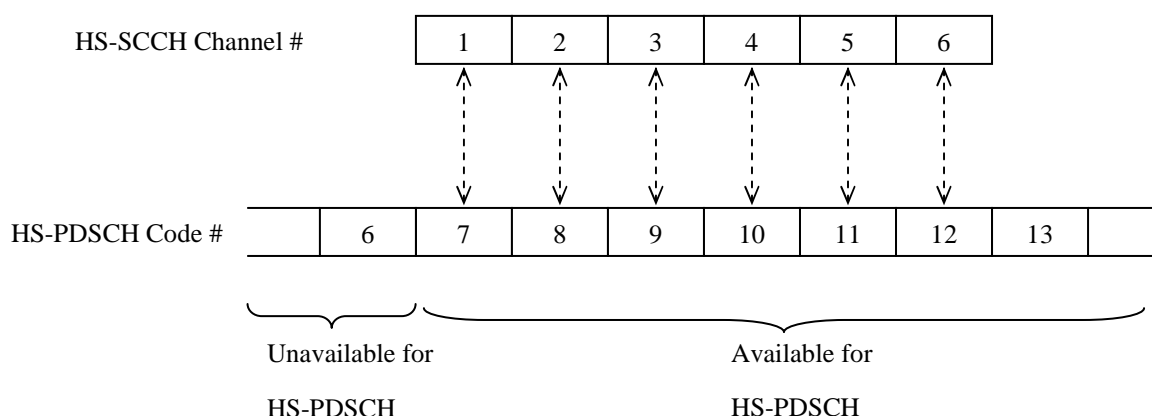 HS-SCCH Channel # 1 2 3 4 5 6
HS-PDSCH Code # 6 7 8 9 10 11 12 13
Unavailable for Available for
HS-PDSCH HS-PDSCH